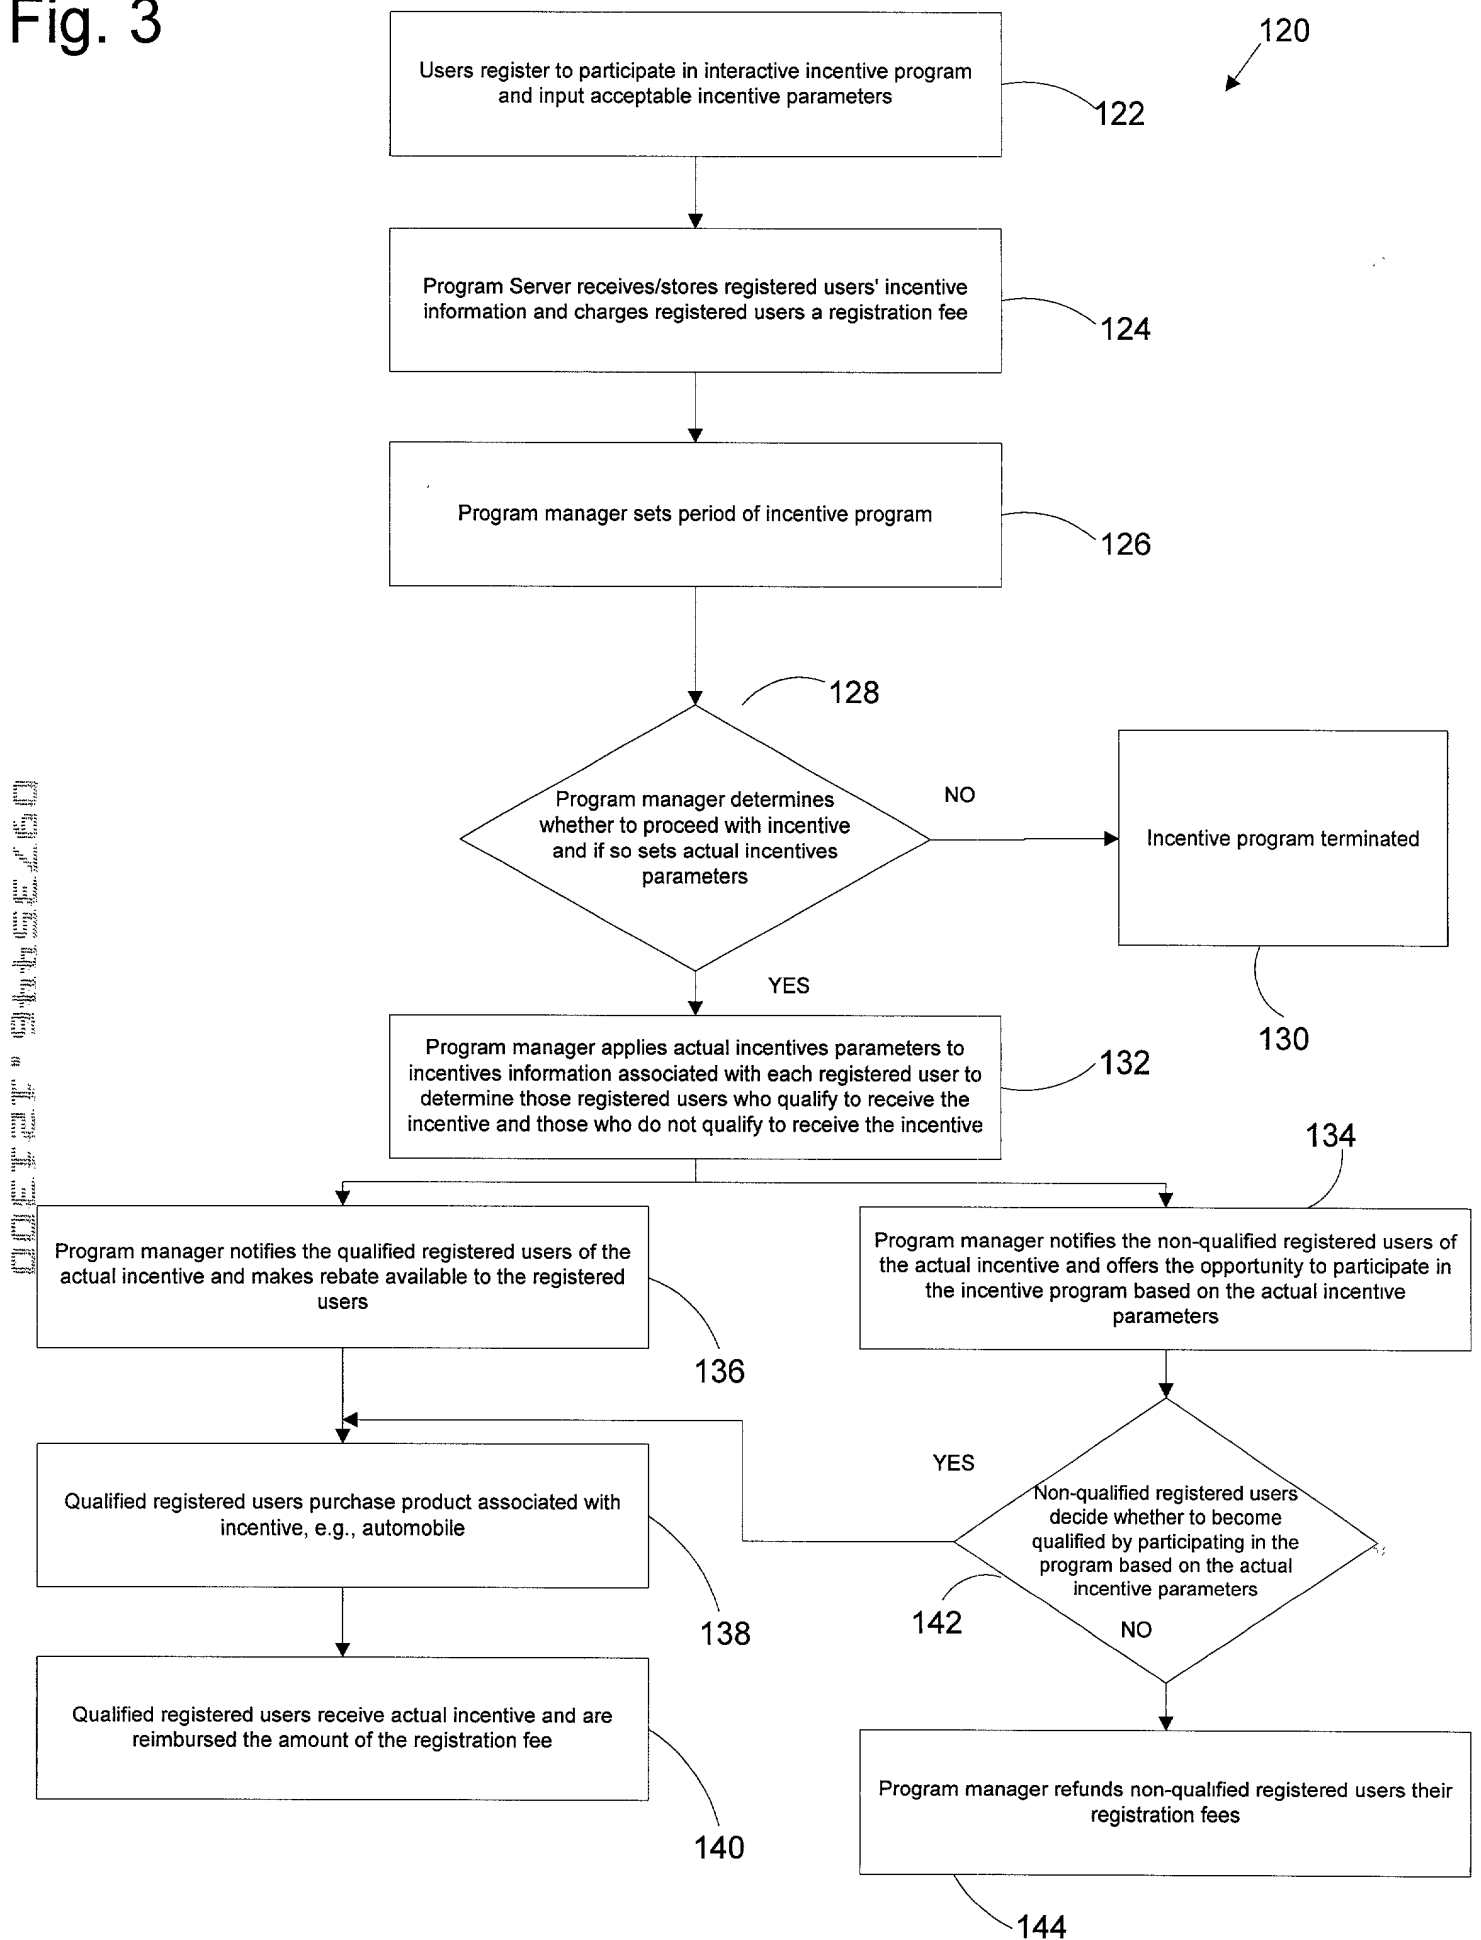 Fig. 3
120
Users register to participate in interactive incentive program
and input acceptable incentive parameters
122
Program Server receives/stores registered users' incentive
information and charges registered users a registration fee
124
Program manager sets period of incentive program
126
128
Program manager determines
whether to proceed with incentive
and if so sets actual incentives
parameters
NO
Incentive program terminated
130
YES
Program manager applies actual incentives parameters to
incentives information associated with each registered user to
determine those registered users who qualify to receive the
incentive and those who do not qualify to receive the incentive
132
134
Program manager notifies the qualified registered users of the
actual incentive and makes rebate available to the registered
users
136
Program manager notifies the non-qualified registered users of
the actual incentive and offers the opportunity to participate in
the incentive program based on the actual incentive
parameters
YES
Non-qualified registered users
decide whether to become
qualified by participating in the
program based on the actual
incentive parameters
142
NO
Qualified registered users purchase product associated with
incentive, e.g., automobile
138
Qualified registered users receive actual incentive and are
reimbursed the amount of the registration fee
140
Program manager refunds non-qualified registered users their
registration fees
144